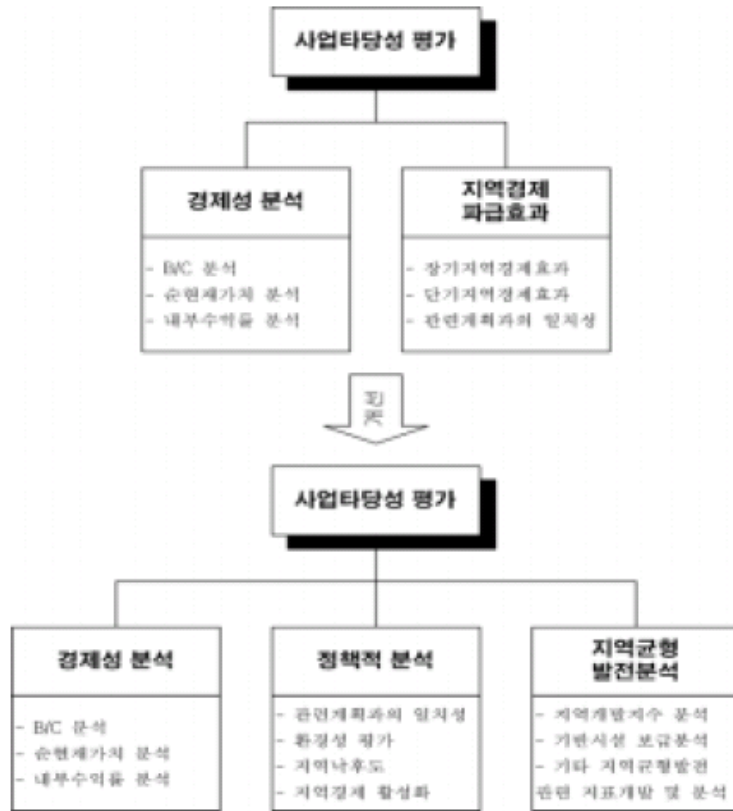 사업타당성 평가
경제성 분석
- B/C 분석
- 순현재가치 분석
- 내부수익률 분석
지역경제
파급효과
- 장기지역경제효과
- 단기지역경제효과
- 관련계획과의 일치성
개편
사업타당성 평가
경제성 분석
- B/C 분석
- 순현재가치 분석
- 내부수익률 분석
정책적 분석
- 관련계획과의 일치성
- 환경성 평가
- 지역낙후도
- 지역경제 활성화
지역균형
발전분석
- 지역개발지수 분석
- 기반시설 보급분석
- 기타 지역균형발전
관련 지표개발 및 분석